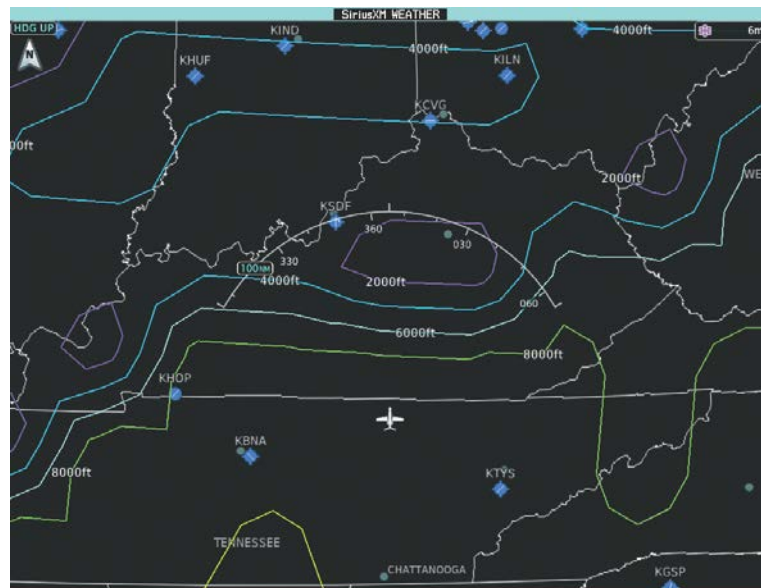 SiriusXM WEATHER
HDG UP
KIND
4000ft
4000ft
6m
N
KHUF
KILN
KCVG
00ft
2000ft
WE
KSDF
360
030
330
100NM
4000ft
2000ft
060
6000ft
8000ft
KHOP
KBNA
8000ft
KTYS
TENNESSEE
CHATTANOOGA
KGSP